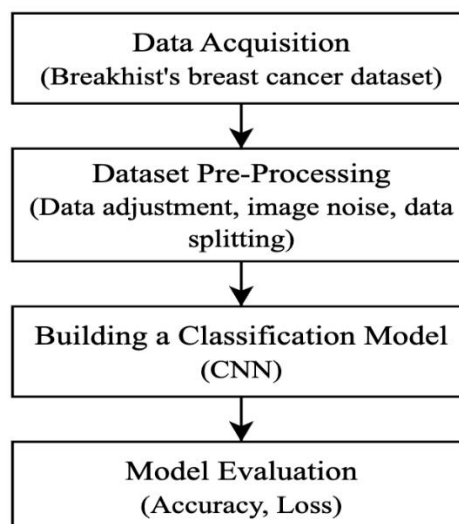 Data Acquisition
(Breakhist's breast cancer dataset)
Dataset Pre-Processing
(Data adjustment, image noise, data
splitting)
Building a Classification Model
(CNN)
Model Evaluation
(Accuracy, Loss)